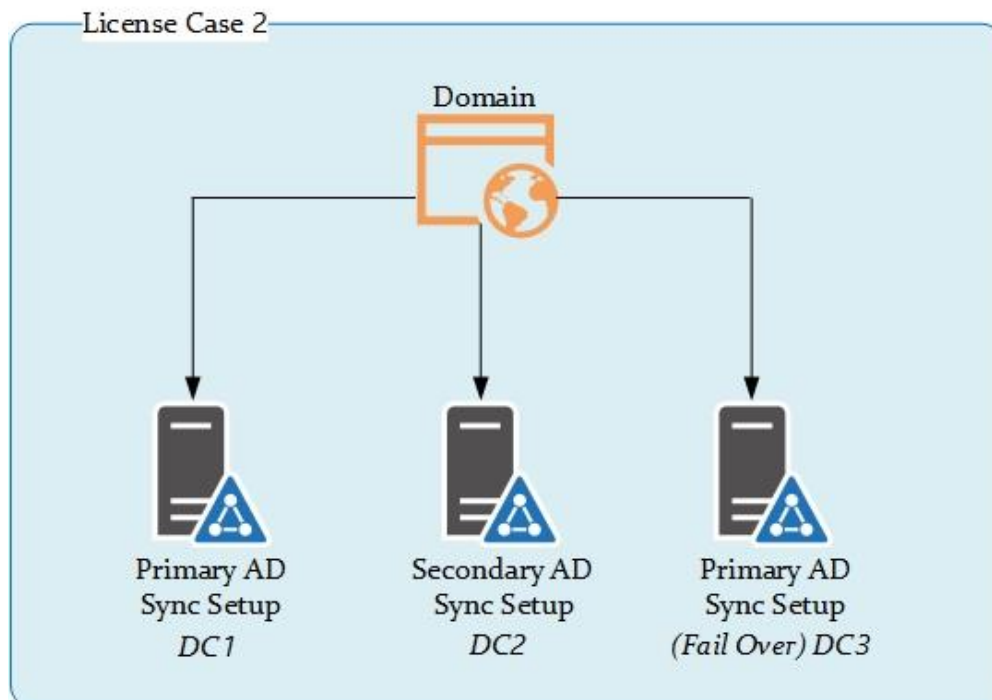 License Case 2
Domain
Primary AD
Sync Setup
DC1
Secondary AD
Sync Setup
DC2
Primary AD
Sync Setup
(Fail Over) DC3